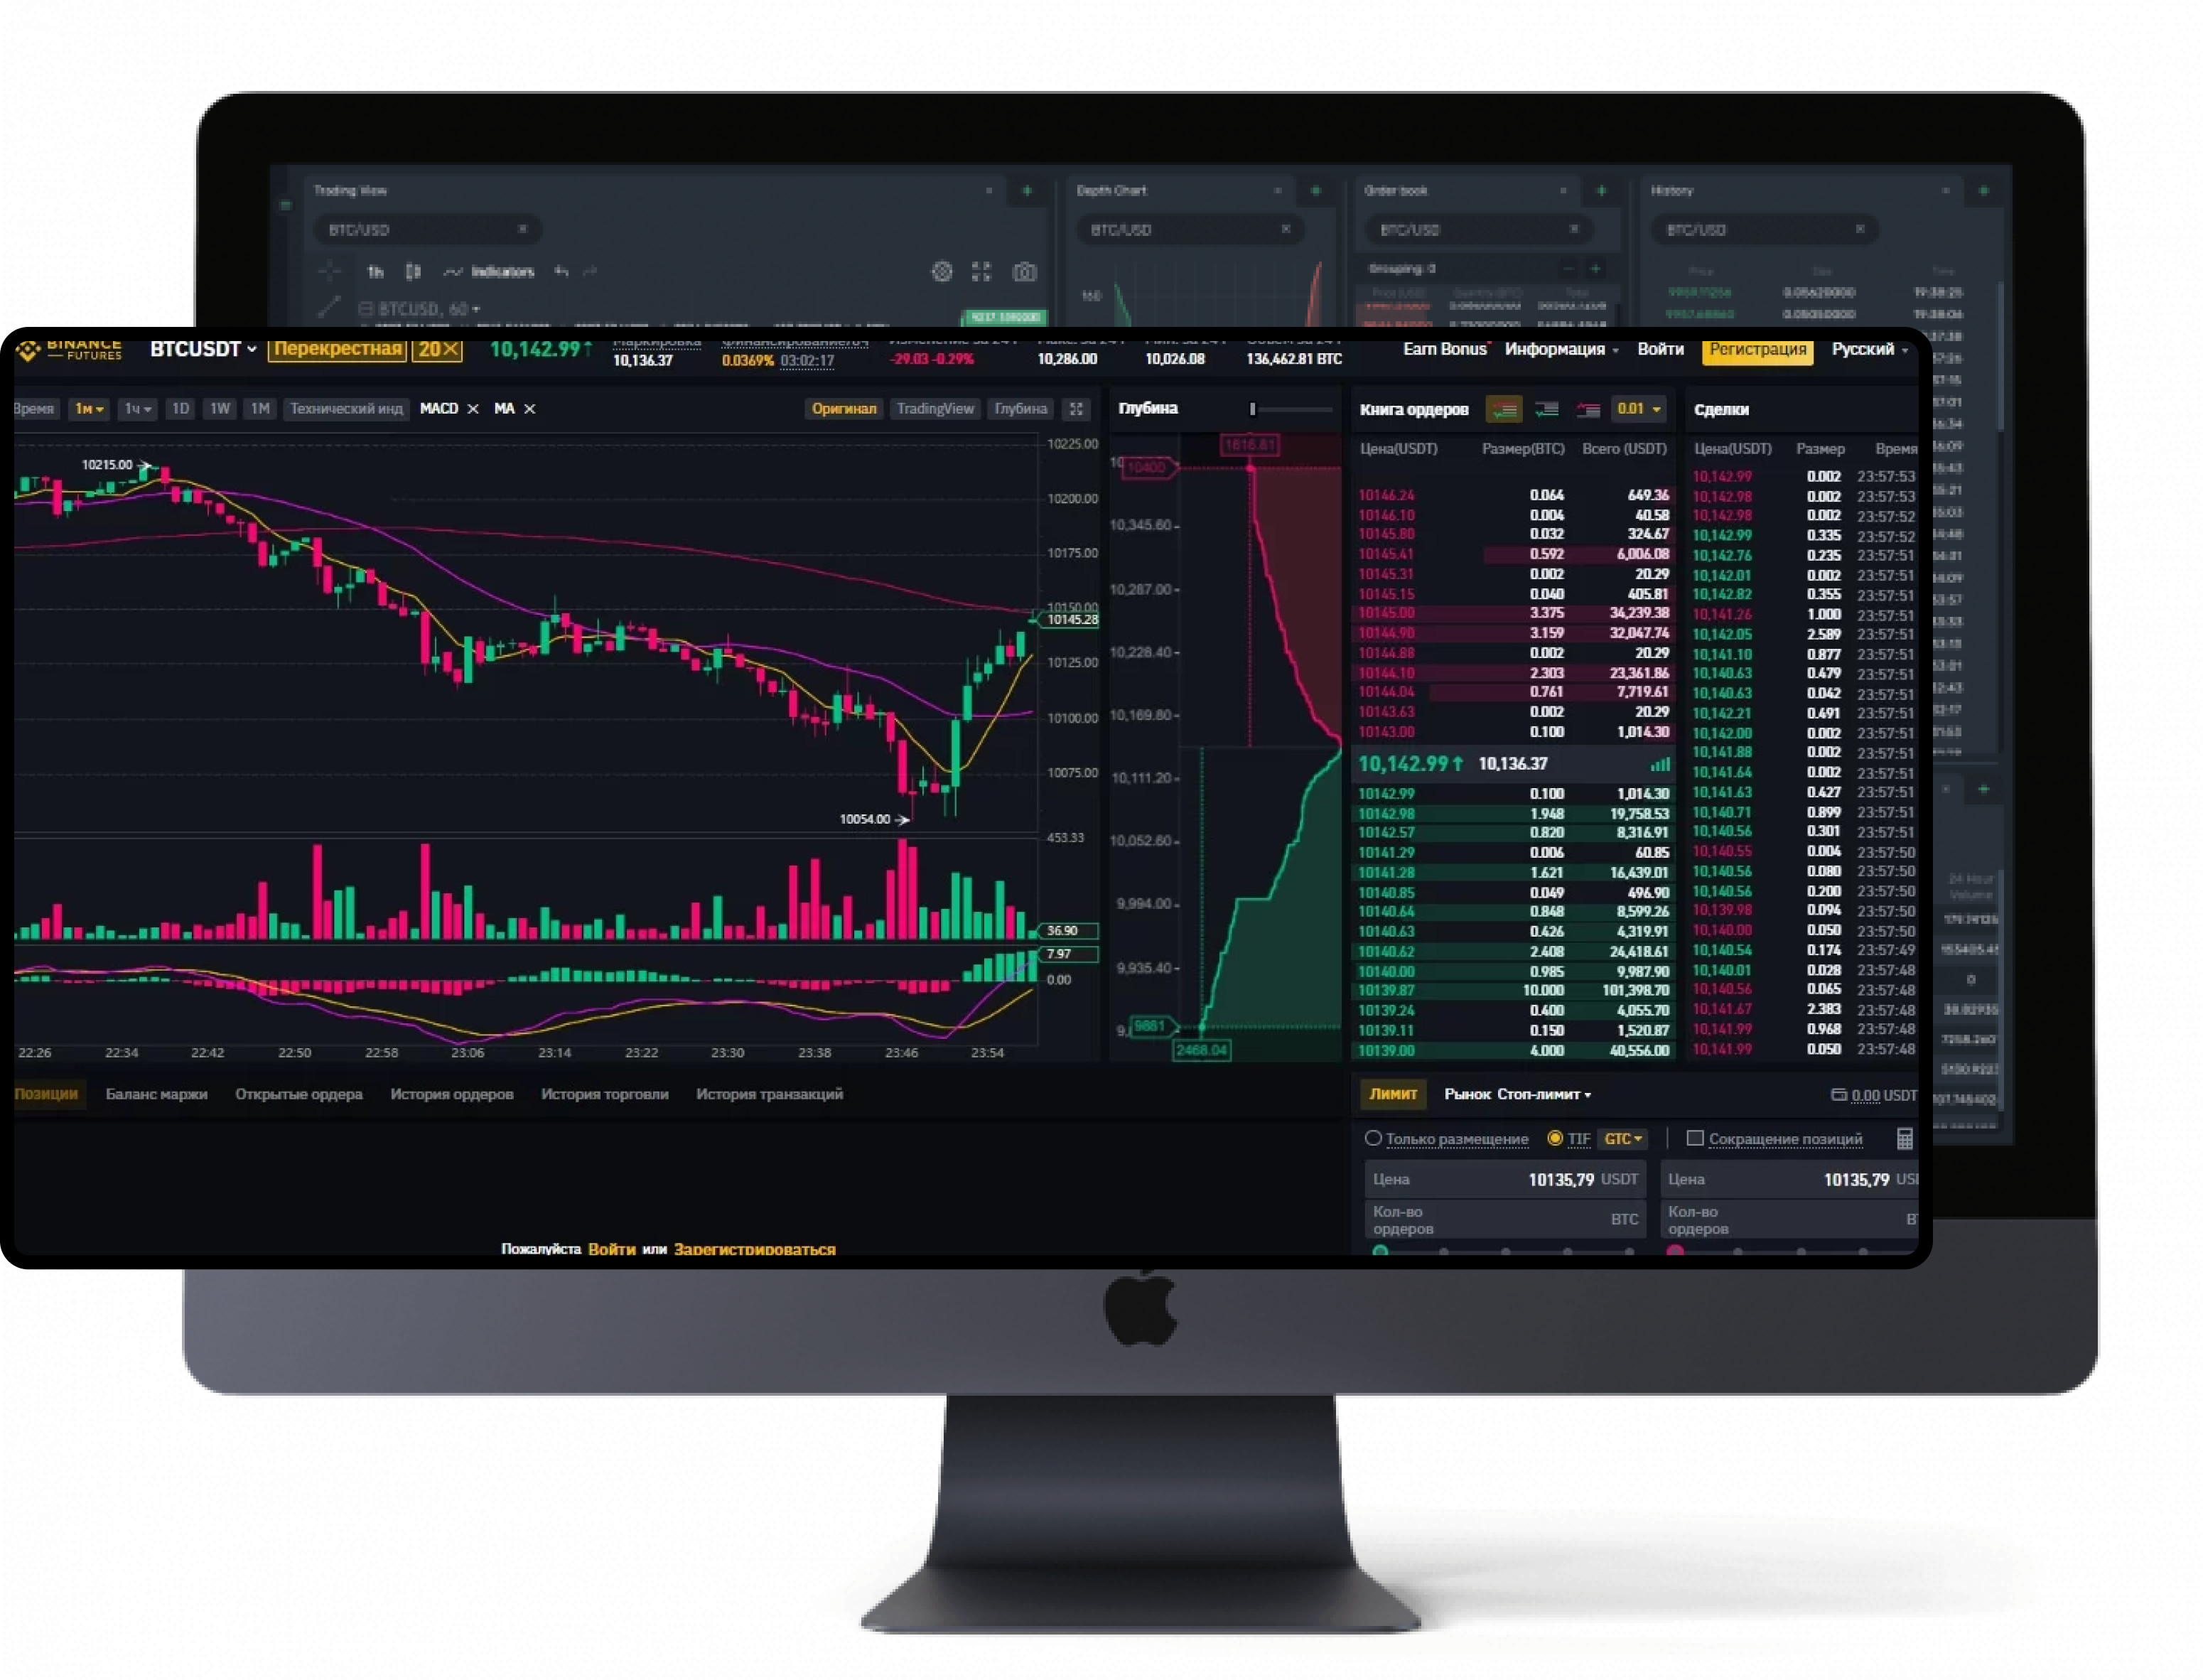 Trading View
Depth Chart
Order book
History
BTC/USD
BTC/USD
BTC/USD
BTC/USD
1h Indicators
Grouping: 0
BTCUSD, 60
160
BINANCE FUTURES
BTCUSDT Перекрестная 20× 10,142.99↑
Маркировка 10,136.37
0.0369% 03:02:17
-29.03 -0.29%
10,286.00
10,026.08
136,462.81 BTC
Earn Bonus Информация Войти Регистрация Русский
Время 1м 1ч 1D 1W 1M Технический инд MACD × MA ×
Оригинал TradingView Глубина
10225.00
10215.00
10200.00
10175.00
10150.00
10145.28
10125.00
10100.00
10075.00
10054.00
453.33
36.90
7.97
0.00
22:26 22:34 22:42 22:50 22:58 23:06 23:14 23:22 23:30 23:38 23:46 23:54
Глубина
1816.81
10400
10,345.60
10,287.00
10,228.40
10,169.80
10,111.20
10,052.60
9,994.00
9,935.40
9881
2468.04
Книга ордеров 0.01
Цена(USDT) Размер(BTC) Всего (USDT)
10146.24 0.064 649.36
10146.10 0.004 40.58
10145.80 0.032 324.67
10145.41 0.592 6,006.08
10145.31 0.002 20.29
10145.15 0.040 405.81
10145.00 3.375 34,239.38
10144.90 3.159 32,047.74
10144.88 0.002 20.29
10144.10 2.303 23,361.86
10144.04 0.761 7,719.61
10143.63 0.002 20.29
10143.00 0.100 1,014.30
10,142.99↑ 10,136.37
10142.99 0.100 1,014.30
10142.98 1.948 19,758.53
10142.57 0.820 8,316.91
10141.29 0.006 60.85
10141.28 1.621 16,439.01
10140.85 0.049 496.90
10140.64 0.848 8,599.26
10140.63 0.426 4,319.91
10140.62 2.408 24,418.61
10140.00 0.985 9,987.90
10139.87 10.000 101,398.70
10139.24 0.400 4,055.70
10139.11 0.150 1,520.87
10139.00 4.000 40,556.00
Сделки
Цена(USDT) Размер Время
10,142.99 0.002 23:57:53
10,142.98 0.002 23:57:53
10,142.98 0.002 23:57:52
10,142.99 0.335 23:57:52
10,142.76 0.235 23:57:51
10,142.01 0.002 23:57:51
10,142.82 0.355 23:57:51
10,141.26 1.000 23:57:51
10,142.05 2.589 23:57:51
10,141.10 0.877 23:57:51
10,140.63 0.479 23:57:51
10,140.63 0.042 23:57:51
10,142.21 0.491 23:57:51
10,142.00 0.002 23:57:51
10,141.88 0.002 23:57:51
10,141.64 0.002 23:57:51
10,141.63 0.427 23:57:51
10,140.71 0.899 23:57:51
10,140.56 0.301 23:57:51
10,140.55 0.004 23:57:50
10,140.56 0.080 23:57:50
10,140.56 0.200 23:57:50
10,139.98 0.094 23:57:50
10,140.00 0.050 23:57:50
10,140.54 0.174 23:57:49
10,140.01 0.028 23:57:48
10,140.56 0.065 23:57:48
10,141.67 2.383 23:57:48
10,141.99 0.968 23:57:48
10,141.99 0.050 23:57:48
Позиции Баланс маржи Открытые ордера История ордеров История торговли История транзакций
Пожалуйста Войти или Зарегистрироваться
Лимит Рынок Стоп-лимит 0.00 USDT
Только размещение TIF GTC Сокращение позиций
Цена 10135,79 USDT
Цена 10135,79
Кол-во ордеров BTC
Кол-во ордеров
24 Hour
Volume